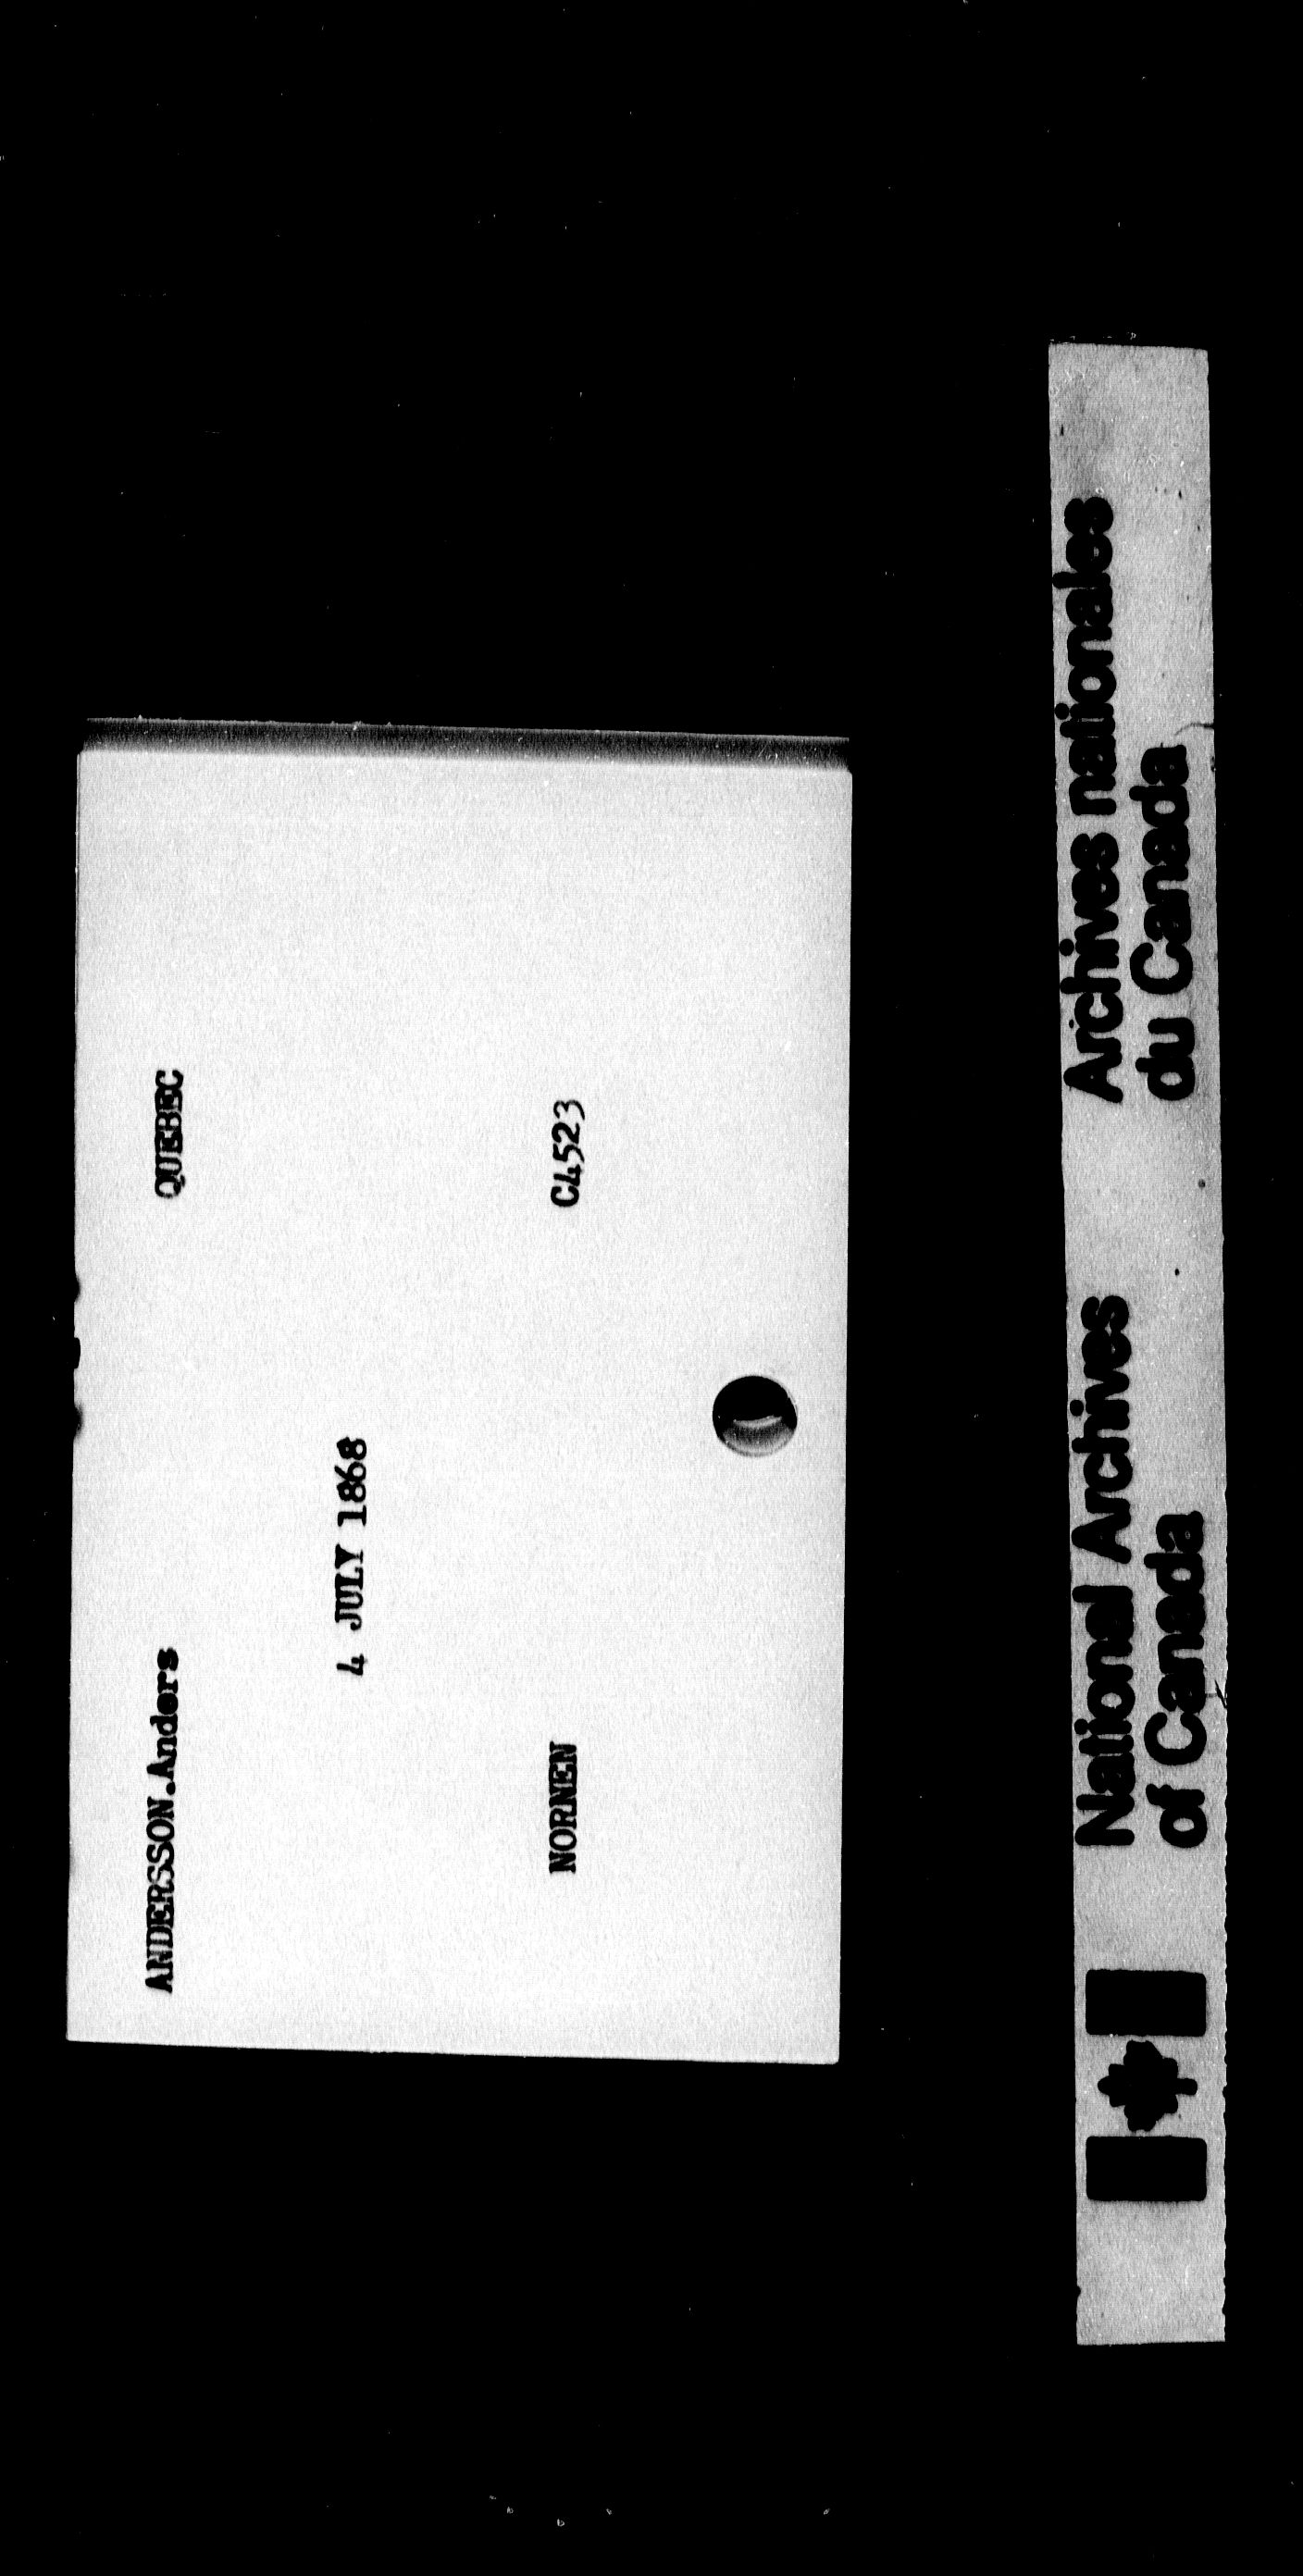 ANDERSSON.Anders QUEBEC
4 JULY 1868
NORNEN C4523
National Archives
of Canada
Archives nationales
du Canada